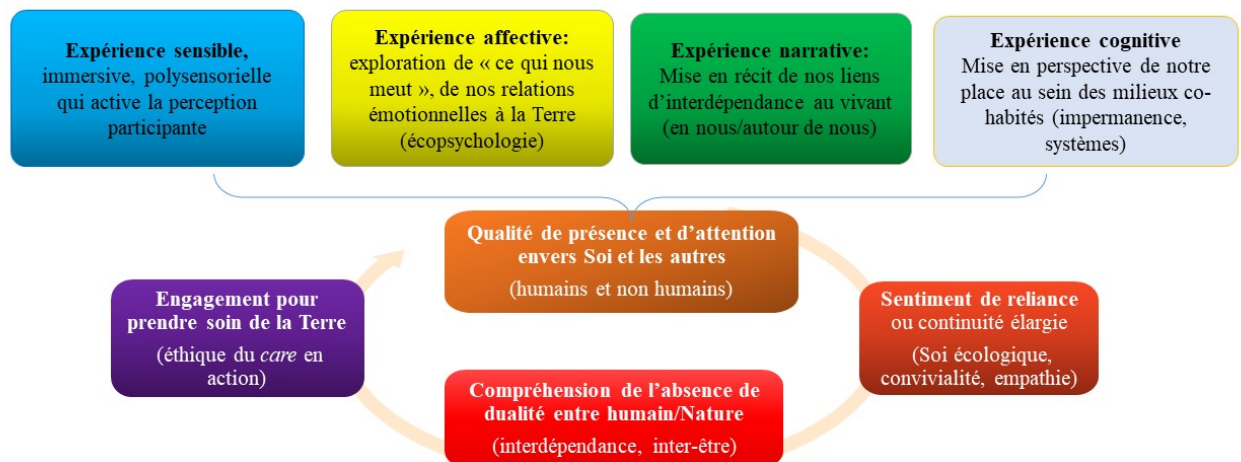 Expérience sensible,
immersive, polysensorielle
qui active la perception
participante
Expérience affective:
exploration de « ce qui nous
meut », de nos relations
émotionnelles à la Terre
(écopsychologie)
Expérience narrative:
Mise en récit de nos liens
d’interdépendance au vivant
(en nous/autour de nous)
Expérience cognitive
Mise en perspective de notre
place au sein des milieux co-
habités (impermanence,
systèmes)
Qualité de présence et d’attention
envers Soi et les autres
(humains et non humains)
Engagement pour
prendre soin de la Terre
(éthique du care en
action)
Sentiment de reliance
ou continuité élargie
(Soi écologique,
convivialité, empathie)
Compréhension de l’absence de
dualité entre humain/Nature
(interdépendance, inter-être)